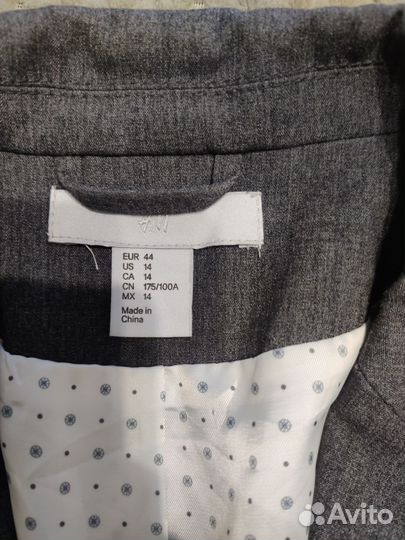 H&M
EUR 44
US 14
CA 14
CN 175/100A
MX 14
Made in
China
Avito